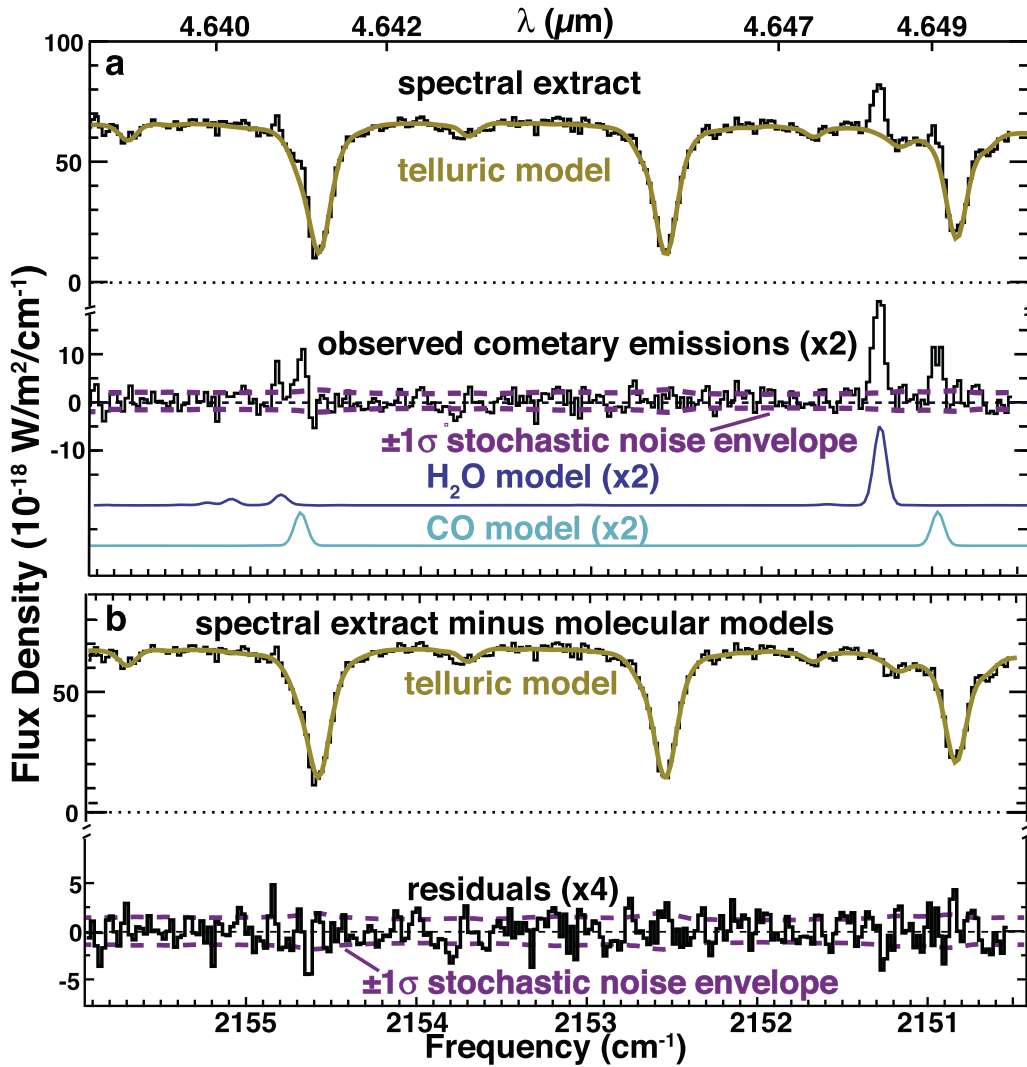 λ (μm)
4.640 4.642 4.647 4.649
a
100
spectral extract
telluric model
50
0
observed cometary emissions (x2)
10
0
±1σ stochastic noise envelope
-10
H₂O model (x2)
CO model (x2)
Flux Density (10⁻¹⁸ W/m²/cm⁻¹)
b
spectral extract minus molecular models
telluric model
50
0
residuals (x4)
5
0
-5
±1σ stochastic noise envelope
2155 2154 2153 2152 2151
Frequency (cm⁻¹)